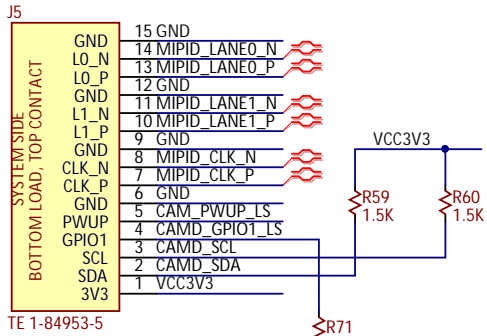 J5
15 GND
GND
14 MIPID_LANE0_N
L0_N
13 MIPID_LANE0_P
L0_P
12 GND
GND
11 MIPID_LANE1_N
L1_N
10 MIPID_LANE1_P
L1_P
9 GND
GND
8 MIPID_CLK_N
CLK_N
7 MIPID_CLK_P
CLK_P
6 GND
GND
5 CAM_PWUP_LS
PWUP
4 CAMD_GPIO1_LS
GPIO1
3 CAMD_SCL
SCL
2 CAMD_SDA
SDA
1 VCC3V3
3V3
SYSTEM SIDE
BOTTOM LOAD, TOP CONTACT
TE 1-84953-5
VCC3V3
R59
1.5K
R60
1.5K
R71